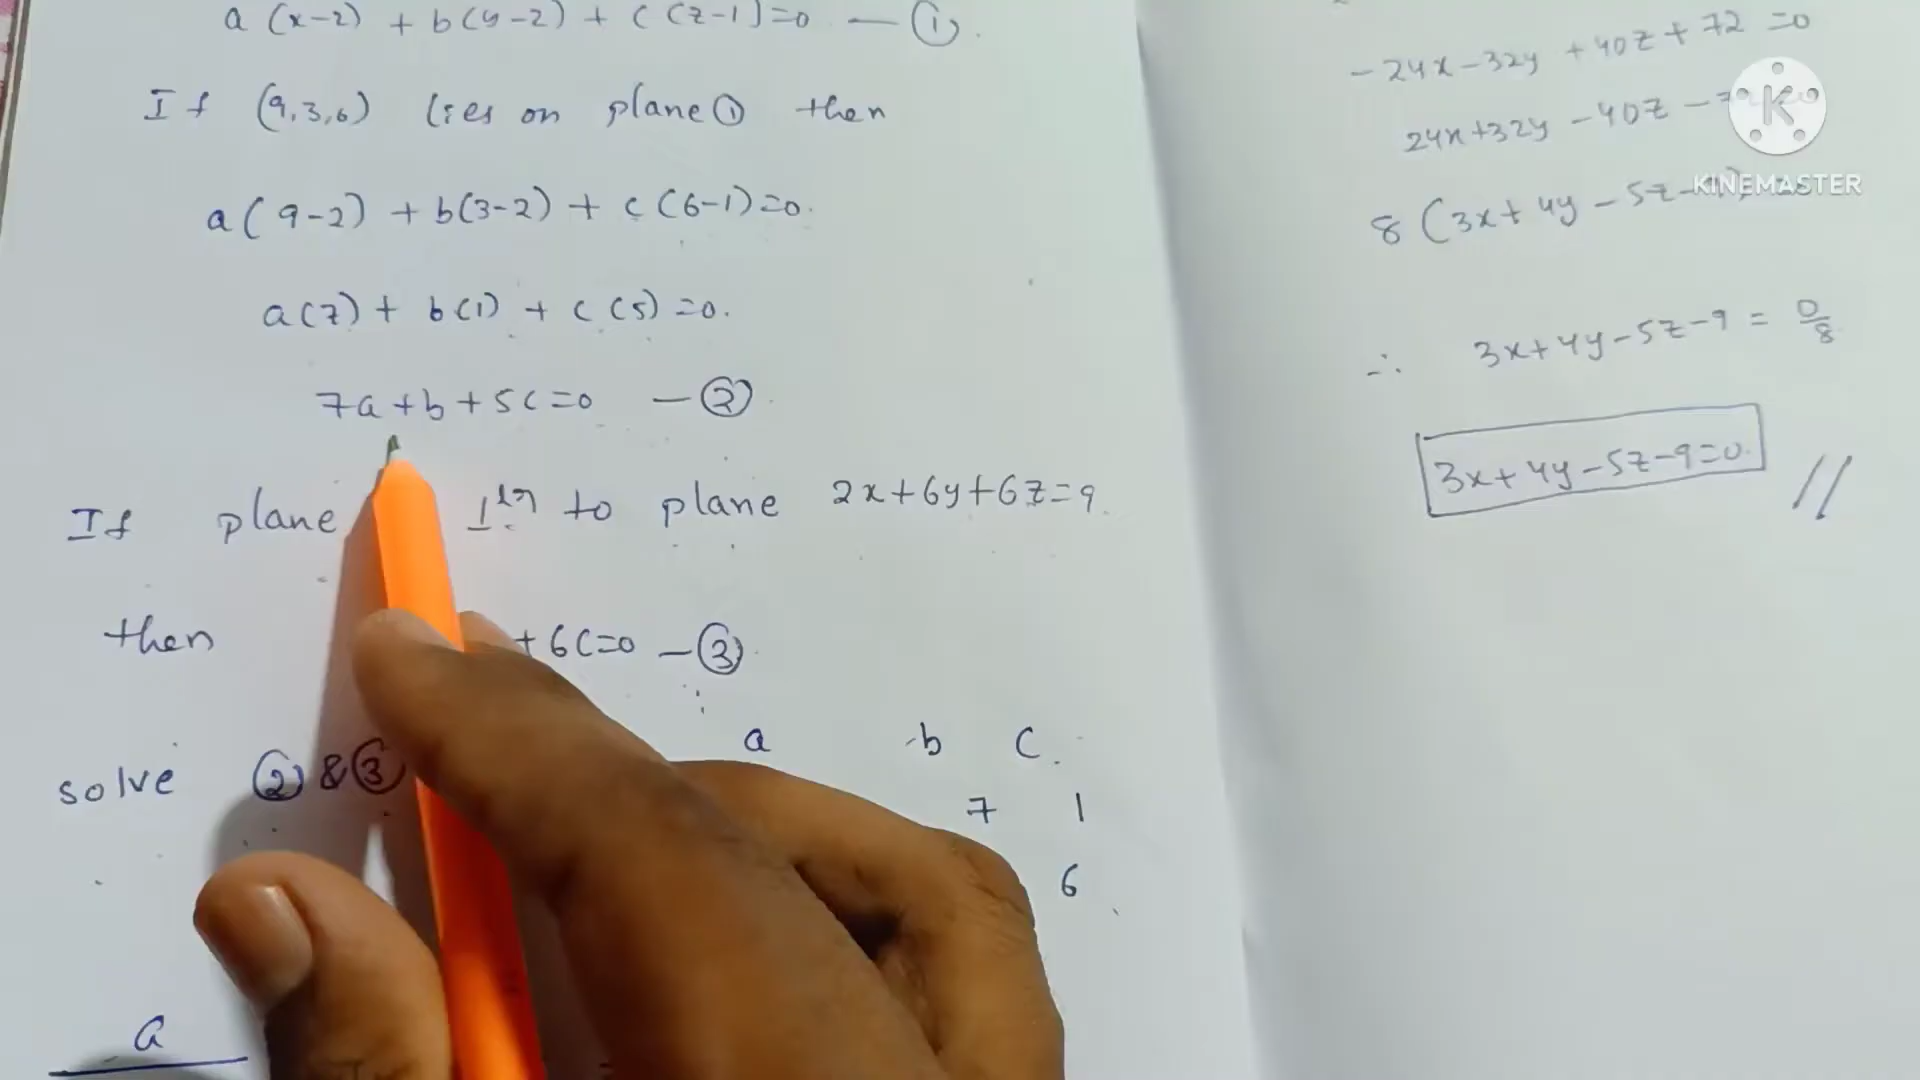 a (x-2) + b(y-2) + c (z-1)=0 — ①.
If (9,3,6) lies on plane ① then
a(9-2) + b(3-2) + c(6-1)=0.
a(7) + b(1) + c(5)=0.
7a+b+5c=0 — ②.
If plane ⊥ly to plane 2x+6y+6z=9.
then + 6c=0 — ③
solve ② & ③
a b c.
7 1
6
a
-24x-32y +40z+72 =0
24x+32y -40z -
8 (3x+4y -5z-
∴ 3x+4y-5z-9 = 0/8
3x+4y-5z-9=0. //
KINEMASTER